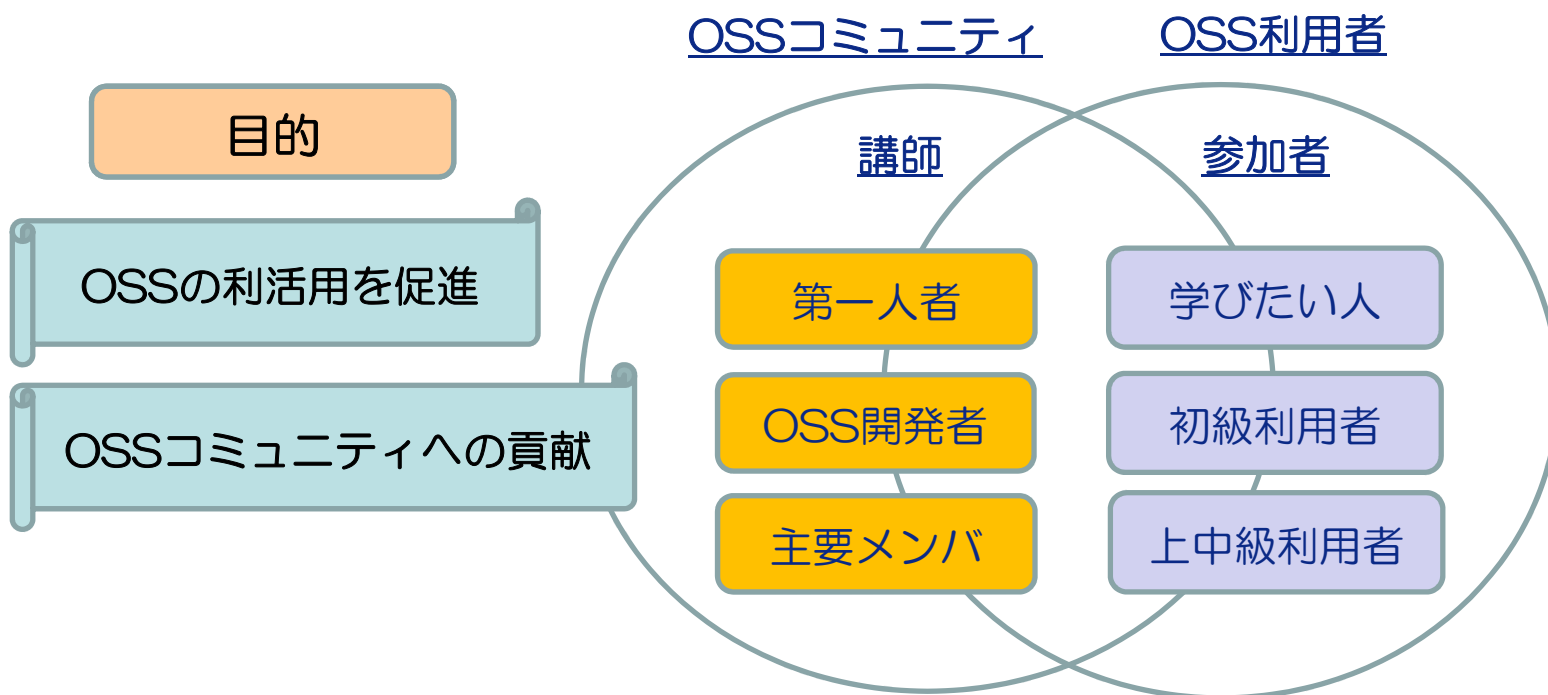 目的
OSSの利活用を促進
OSSコミュニティへの貢献
OSSコミュニティ
OSS利用者
講師
参加者
第一人者
OSS開発者
主要メンバ
学びたい人
初級利用者
上中級利用者